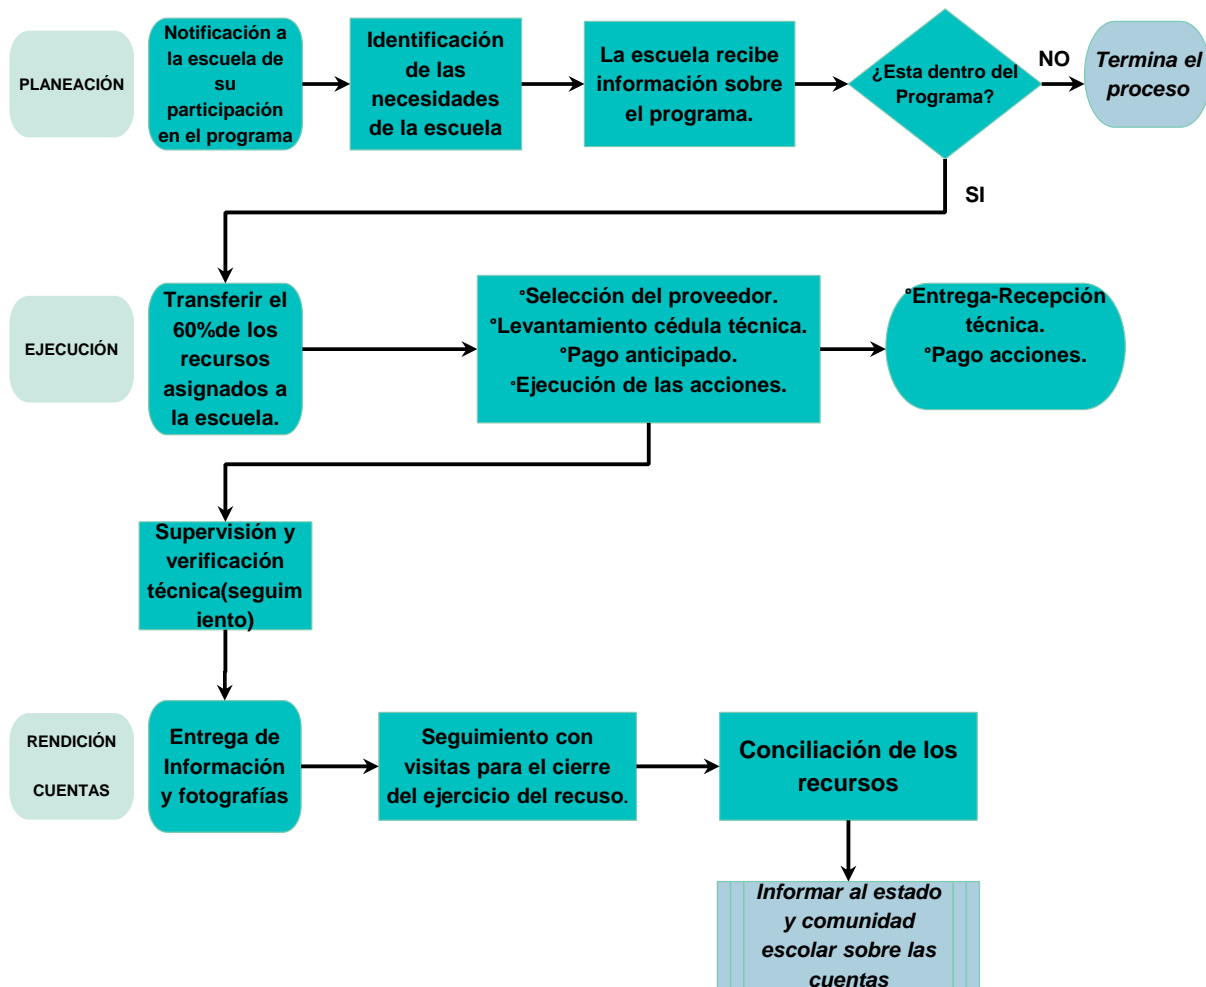 PLANEACIÓN
Notificación a
la escuela de
su
participación
en el programa
Identificación
de las
necesidades
de la escuela
La escuela recibe
información sobre
el programa.
¿Esta dentro del
Programa?
NO
Termina el
proceso
SI
EJECUCIÓN
Transferir el
60%de los
recursos
asignados a
la escuela.
°Selección del proveedor.
°Levantamiento cédula técnica.
°Pago anticipado.
°Ejecución de las acciones.
°Entrega-Recepción
técnica.
°Pago acciones.
Supervisión y
verificación
técnica(seguim
iento)
RENDICIÓN
CUENTAS
Entrega de
Información
y fotografías
Seguimiento con
visitas para el cierre
del ejercicio del recuso.
Conciliación de los
recursos
Informar al estado
y comunidad
escolar sobre las
cuentas